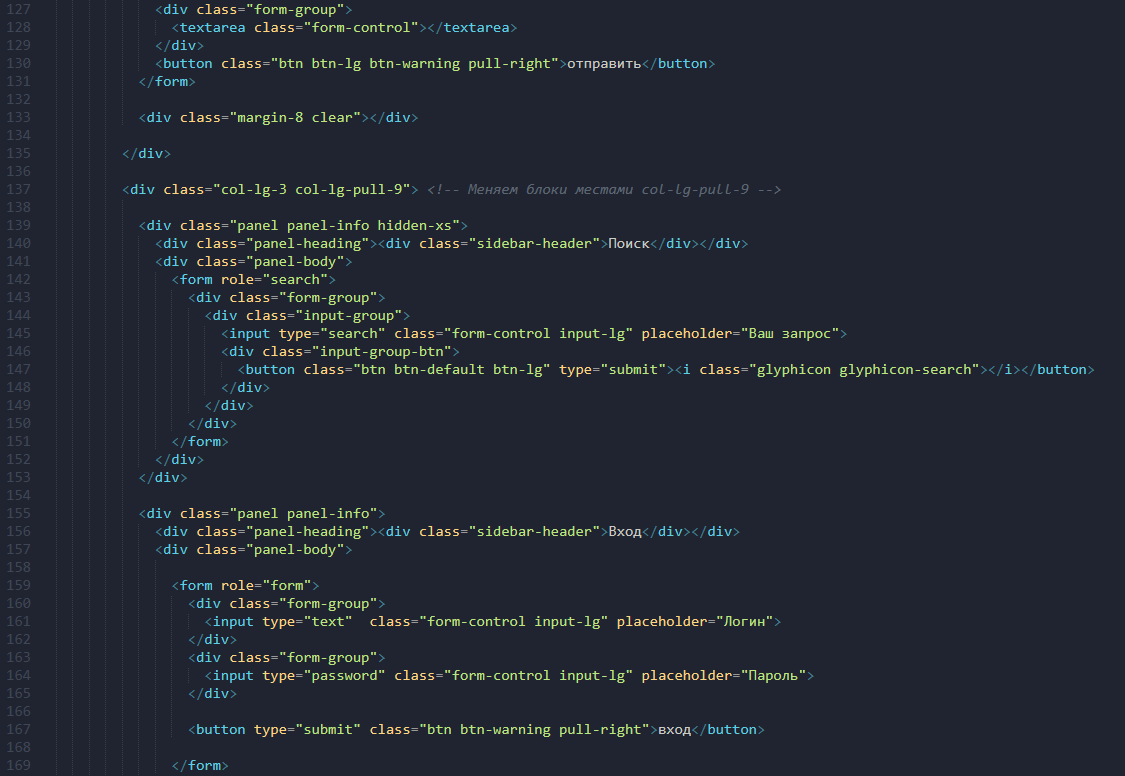 127 <div class="form-group">
128 <textarea class="form-control"></textarea>
129 </div>
130 <button class="btn btn-lg btn-warning pull-right">отправить</button>
131 </form>
132
133 <div class="margin-8 clear"></div>
134
135 </div>
136
137 <div class="col-lg-3 col-lg-pull-9"> <!-- Меняем блоки местами col-lg-pull-9 -->
138
139 <div class="panel panel-info hidden-xs">
140 <div class="panel-heading"><div class="sidebar-header">Поиск</div></div>
141 <div class="panel-body">
142 <form role="search">
143 <div class="form-group">
144 <div class="input-group">
145 <input type="search" class="form-control input-lg" placeholder="Ваш запрос">
146 <div class="input-group-btn">
147 <button class="btn btn-default btn-lg" type="submit"><i class="glyphicon glyphicon-search"></i></button>
148 </div>
149 </div>
150 </div>
151 </form>
152 </div>
153 </div>
154
155 <div class="panel panel-info">
156 <div class="panel-heading"><div class="sidebar-header">Вход</div></div>
157 <div class="panel-body">
158
159 <form role="form">
160 <div class="form-group">
161 <input type="text"  class="form-control input-lg" placeholder="Логин">
162 </div>
163 <div class="form-group">
164 <input type="password" class="form-control input-lg" placeholder="Пароль">
165 </div>
166
167 <button type="submit" class="btn btn-warning pull-right">вход</button>
168
169 </form>